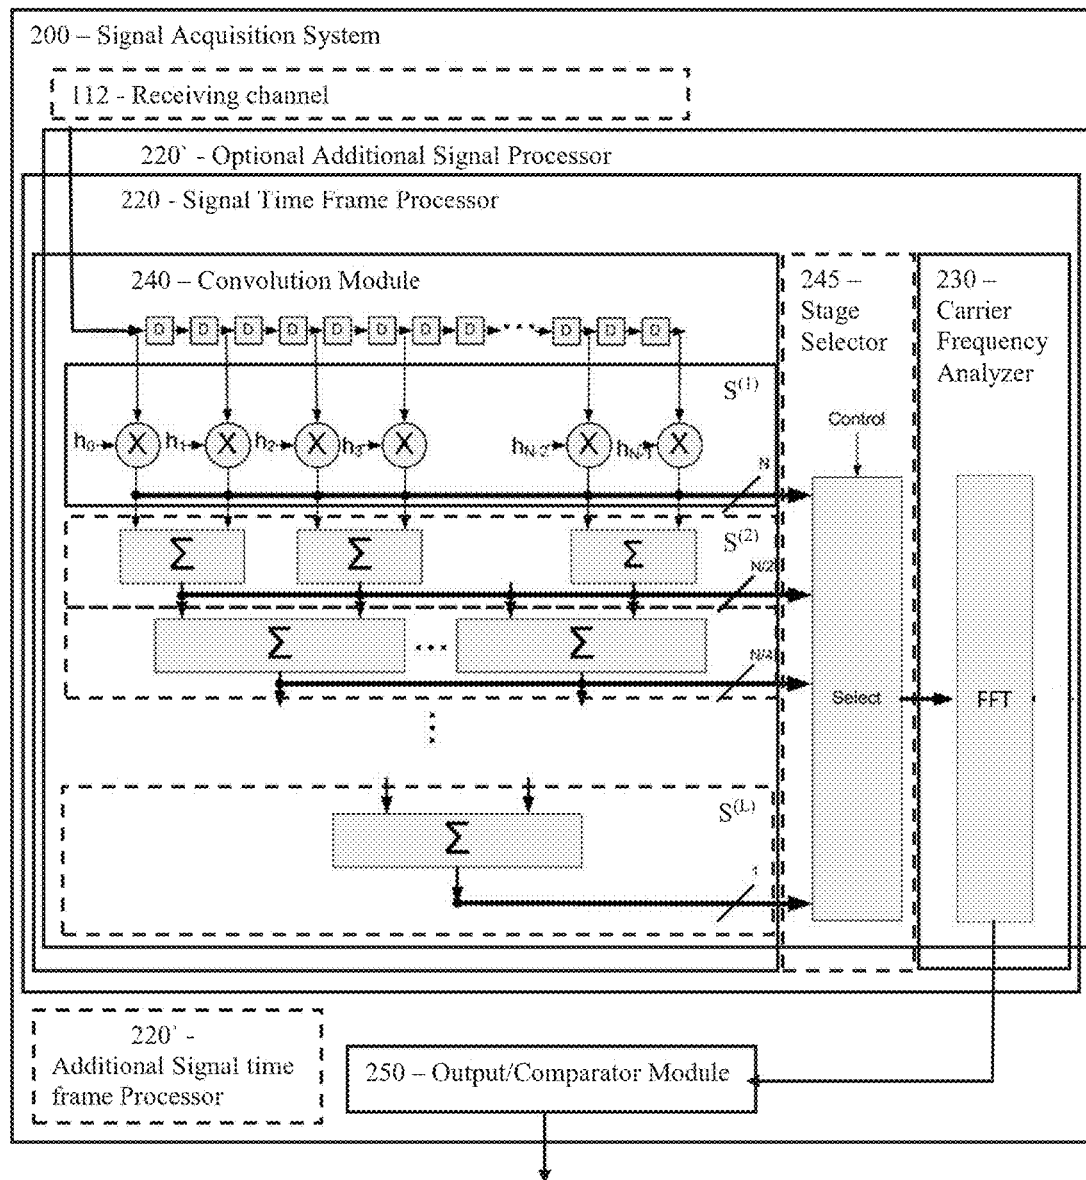 200 – Signal Acquisition System
112 - Receiving channel
220` - Optional Additional Signal Processor
220 - Signal Time Frame Processor
240 – Convolution Module
245 –
Stage
Selector
230 –
Carrier
Frequency
Analyzer
D D D D D D D D D D D
S(1)
h0 X h1 X h2 X h3 X hN-2 X hN-1 X
Control
N
S(2)
Σ Σ Σ
N/2
Σ ... Σ
N/4
Select
FFT
S(L)
Σ
1
220` -
Additional Signal time
frame Processor
250 – Output/Comparator Module